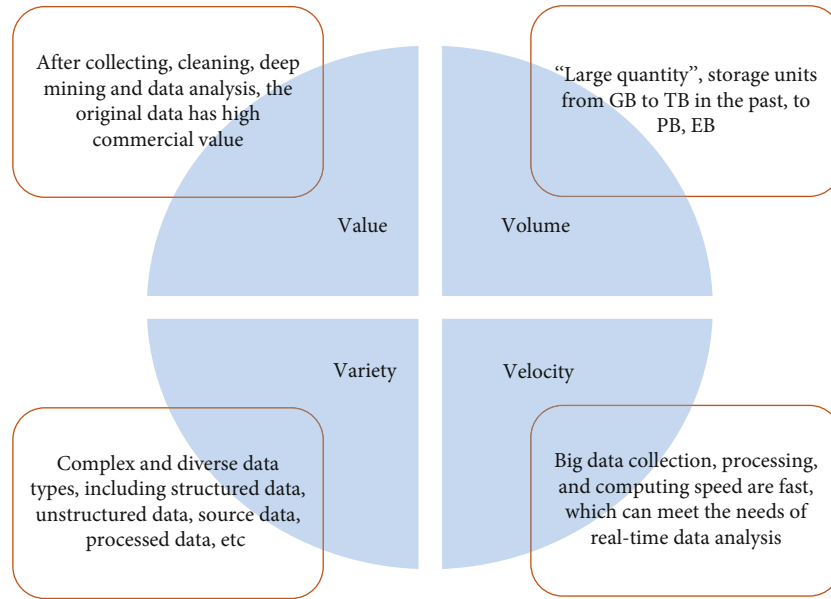 After collecting, cleaning, deep
mining and data analysis, the
original data has high
commercial value
“Large quantity”, storage units
from GB to TB in the past, to
PB, EB
Value
Volume
Variety
Velocity
Complex and diverse data
types, including structured data,
unstructured data, source data,
processed data, etc
Big data collection, processing,
and computing speed are fast,
which can meet the needs of
real-time data analysis